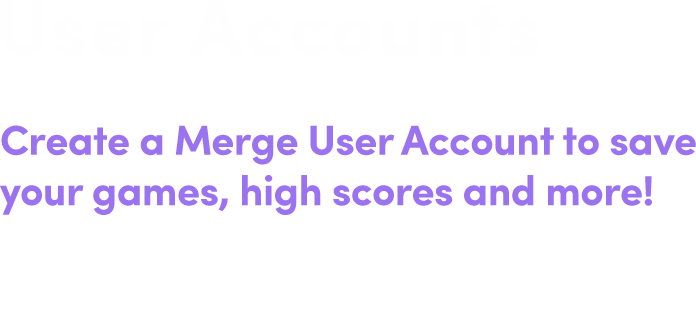 User Accounts
Create a Merge User Account to save
your games, high scores and more!